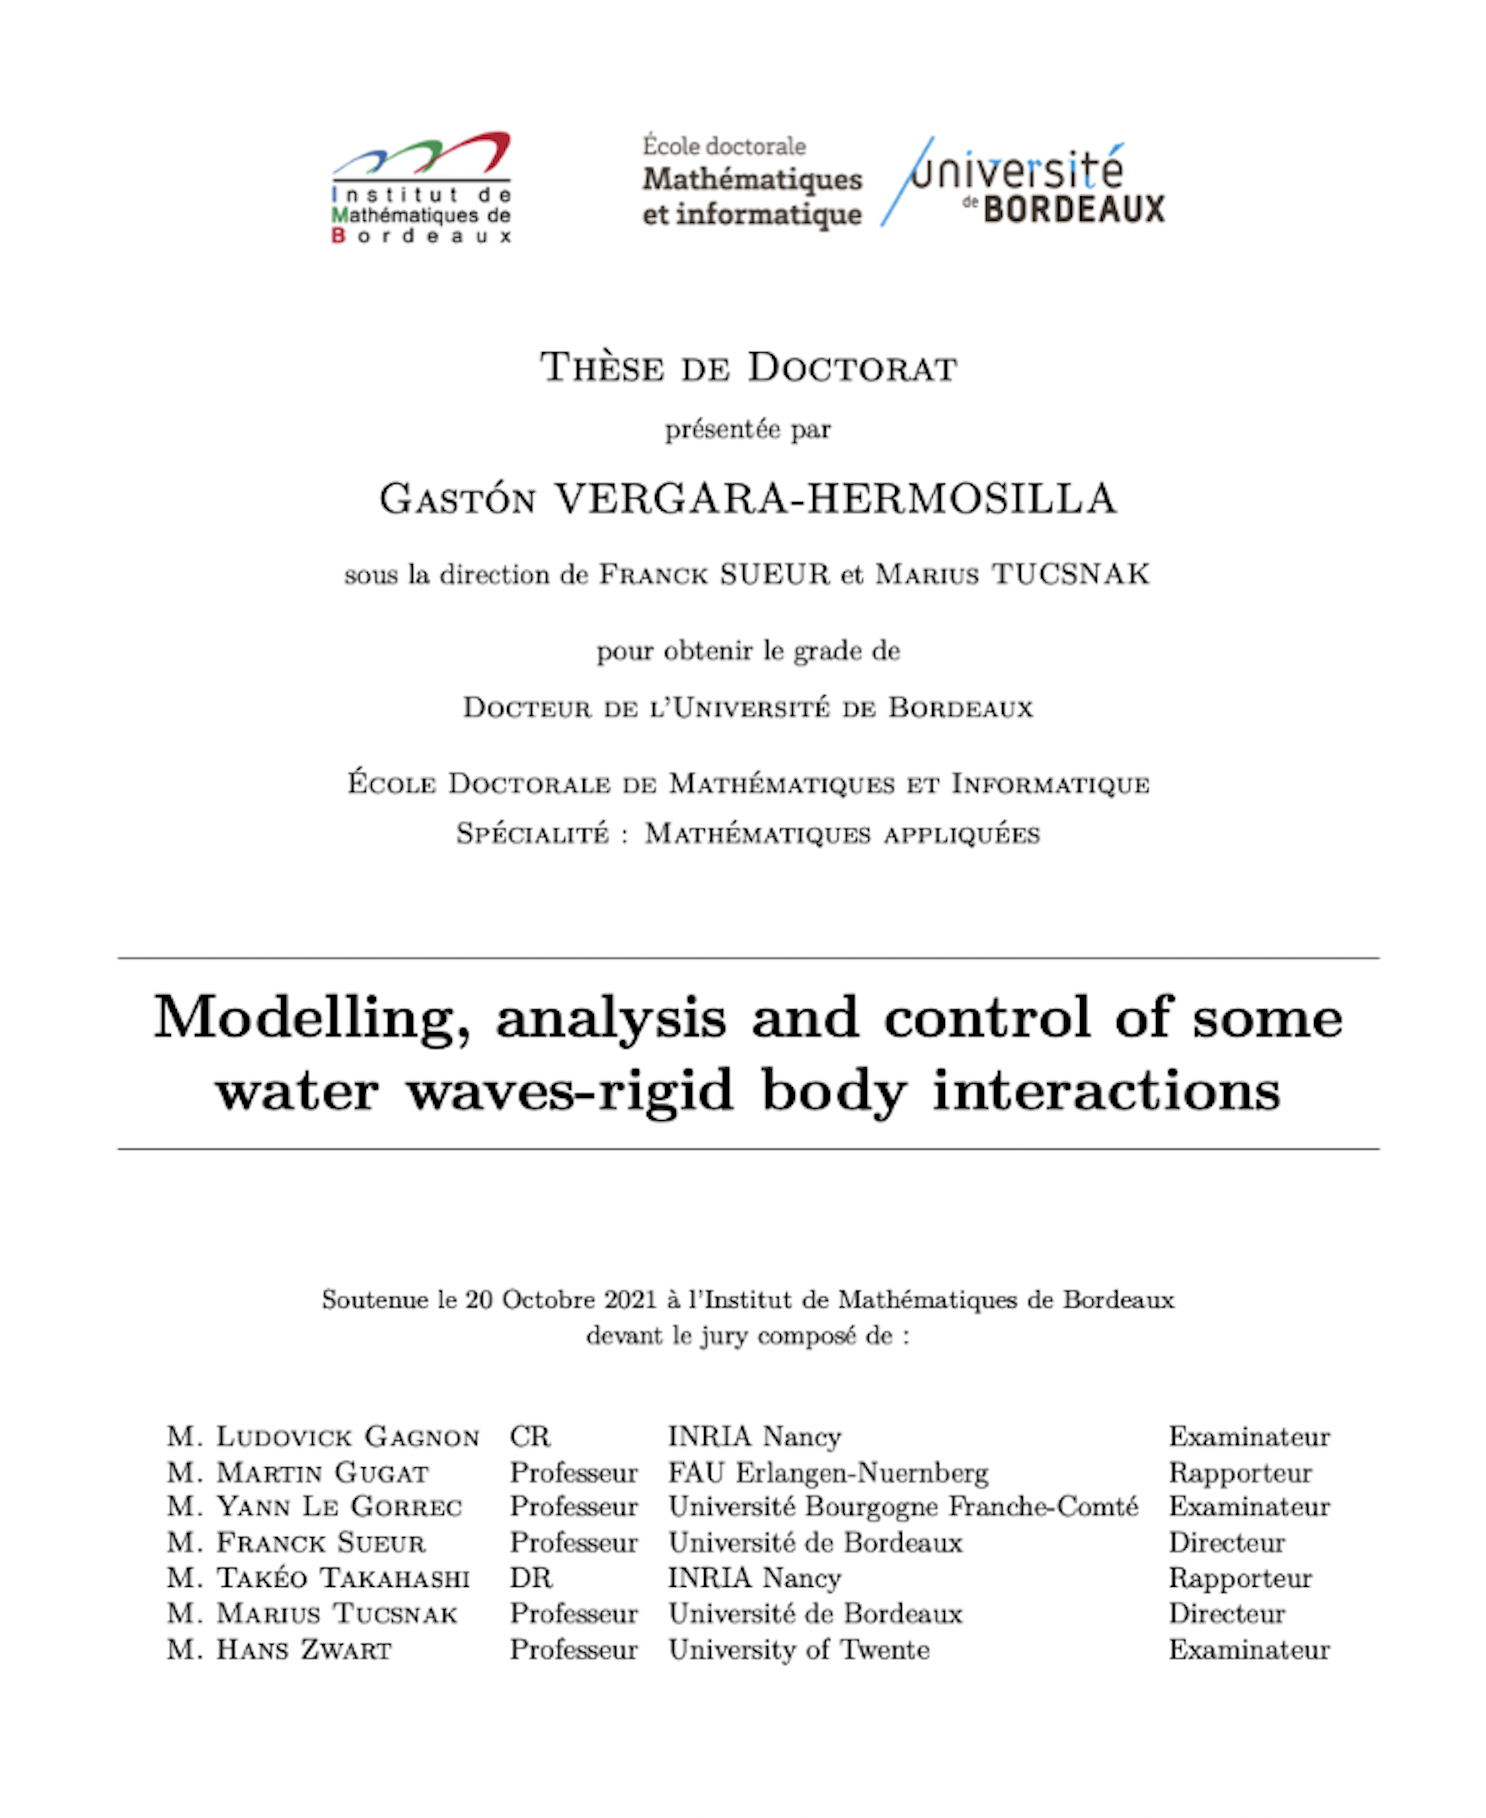 Institut de
Mathématiques de
Bordeaux
École doctorale
Mathématiques
et informatique
université
de BORDEAUX
THÈSE DE DOCTORAT
présentée par
GASTÓN VERGARA-HERMOSILLA
sous la direction de FRANCK SUEUR et MARIUS TUCSNAK
pour obtenir le grade de
DOCTEUR DE L'UNIVERSITÉ DE BORDEAUX
ÉCOLE DOCTORALE DE MATHÉMATIQUES ET INFORMATIQUE
SPÉCIALITÉ : MATHÉMATIQUES APPLIQUÉES
Modelling, analysis and control of some
water waves-rigid body interactions
Soutenue le 20 Octobre 2021 à l'Institut de Mathématiques de Bordeaux
devant le jury composé de :
M. LUDOVICK GAGNON CR INRIA Nancy Examinateur
M. MARTIN GUGAT Professeur FAU Erlangen-Nuernberg Rapporteur
M. YANN LE GORREC Professeur Université Bourgogne Franche-Comté Examinateur
M. FRANCK SUEUR Professeur Université de Bordeaux Directeur
M. TAKÉO TAKAHASHI DR INRIA Nancy Rapporteur
M. MARIUS TUCSNAK Professeur Université de Bordeaux Directeur
M. HANS ZWART Professeur University of Twente Examinateur